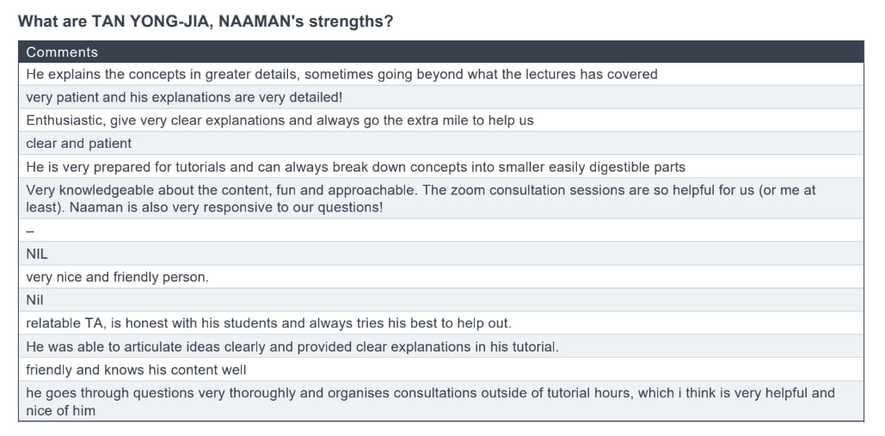 What are TAN YONG-JIA, NAAMAN's strengths?
Comments
He explains the concepts in greater details, sometimes going beyond what the lectures has covered
very patient and his explanations are very detailed!
Enthusiastic, give very clear explanations and always go the extra mile to help us
clear and patient
He is very prepared for tutorials and can always break down concepts into smaller easily digestible parts
Very knowledgeable about the content, fun and approachable. The zoom consultation sessions are so helpful for us (or me at
least). Naaman is also very responsive to our questions!
–
NIL
very nice and friendly person.
Nil
relatable TA, is honest with his students and always tries his best to help out.
He was able to articulate ideas clearly and provided clear explanations in his tutorial.
friendly and knows his content well
he goes through questions very thoroughly and organises consultations outside of tutorial hours, which i think is very helpful and
nice of him